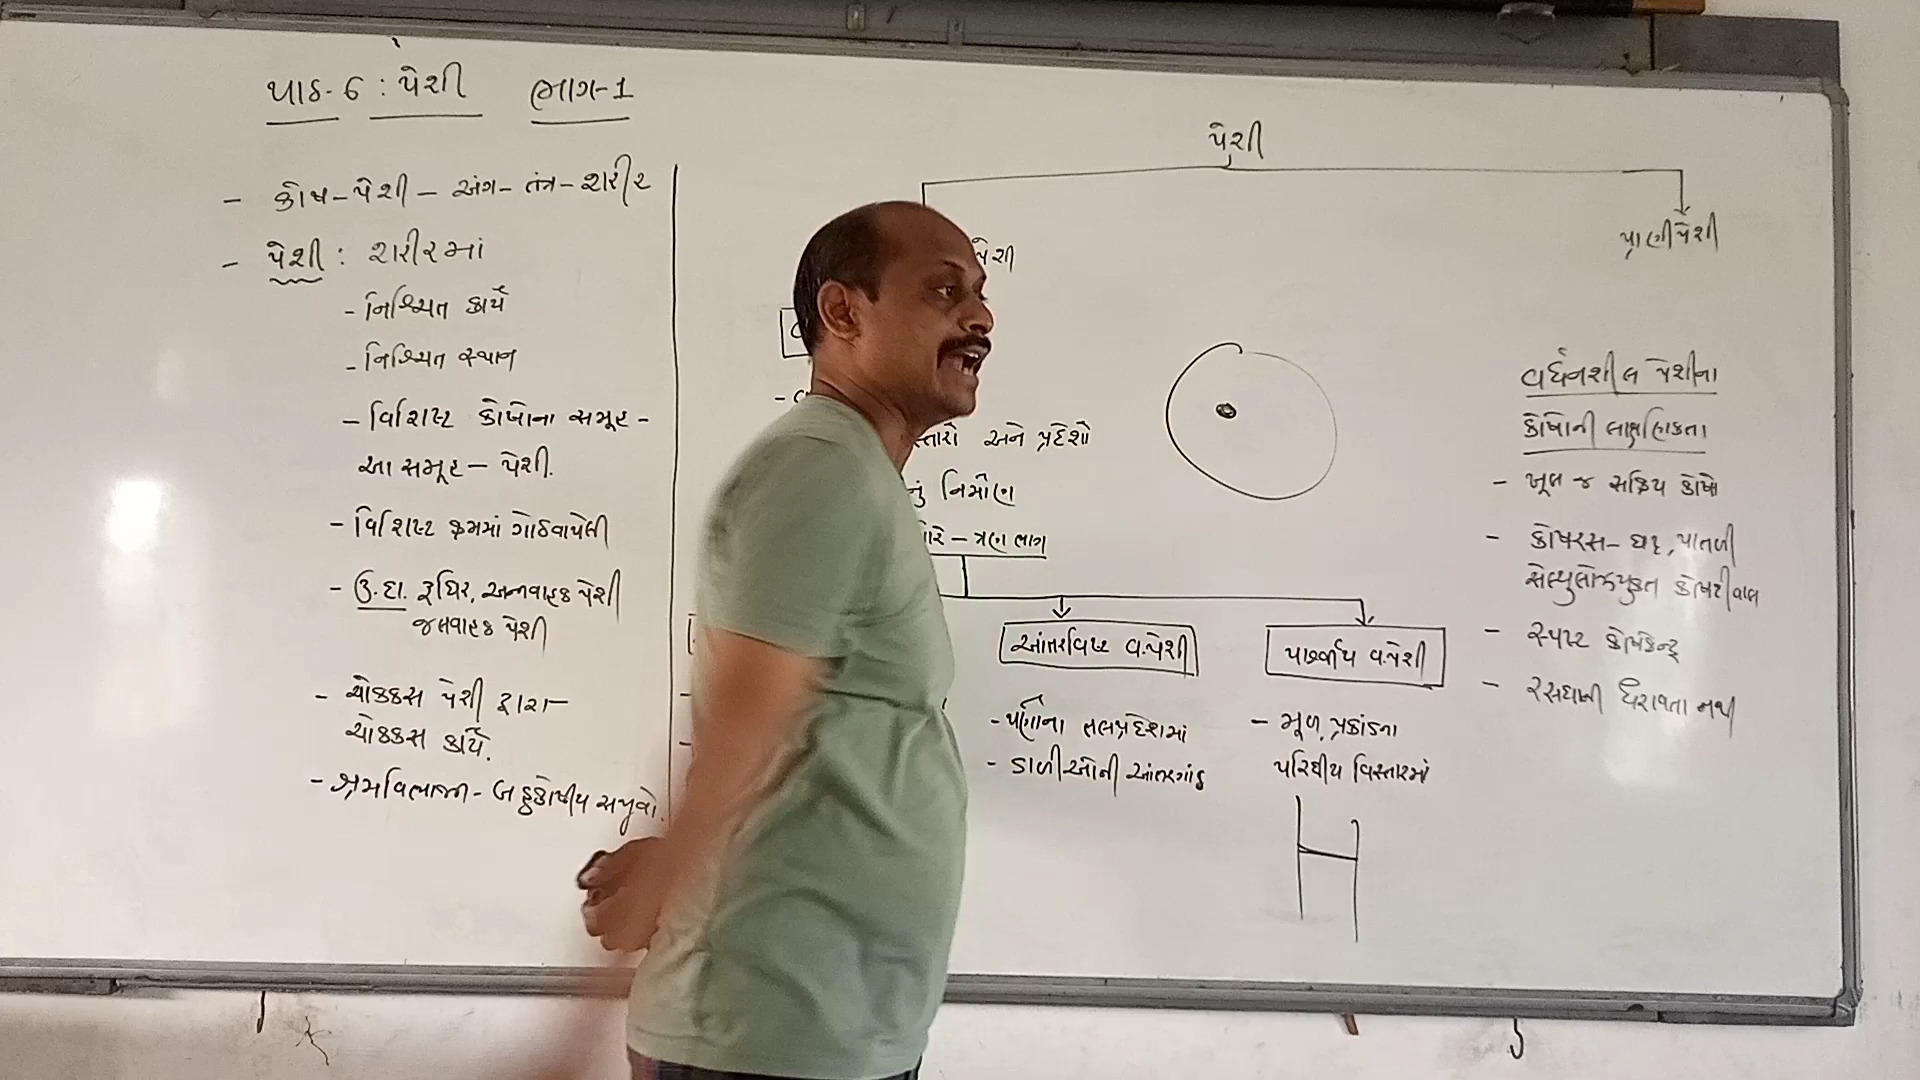 પાઠ-6 : પેશી ભાગ-1
- કોષ-પેશી - અંગ- તંત્ર- શરીર
- પેશી : શરીરમાં
- નિશ્ચિત કાર્ય
- નિશ્ચિત સ્થાન
- વિશિષ્ટ કોષોના સમૂહ -
આ સમૂહ - પેશી.
- વિશિષ્ટ ક્રમમાં ગોઠવાયેલી
- ઉ.દા. રૂધિર, અન્નવાહક પેશી
જલવાહક પેશી
- ચોક્કસ પેશી દ્વારા-
ચોક્કસ કાર્ય.
- શ્રમવિભાજન - બહુકોષીય સજીવો.
પેશી
પેશી
પ્રાણીપેશી
સ્તારો અને પ્રદેશો
નું નિર્માણ
- ત્રણ ભાગ
આંતરવિષ્ટ વ.પેશી
- પર્ણોના તલપ્રદેશમાં
- ડાળીઓની આંતરગાંઠ
પાર્શ્વીય વ.પેશી
- મૂળ, પ્રકાંડના
પરિઘીય વિસ્તારમાં
વર્ધનશીલ પેશીના
કોષોની લાક્ષણિકતા
- ખૂબ જ સક્રિય કોષો
- કોષરસ- ઘટ્ટ, પાતળી
સેલ્યુલોઝયુક્ત કોષદીવાલ
- સ્પષ્ટ કોષકેન્દ્ર
- રસધાની ધરાવતા નથી